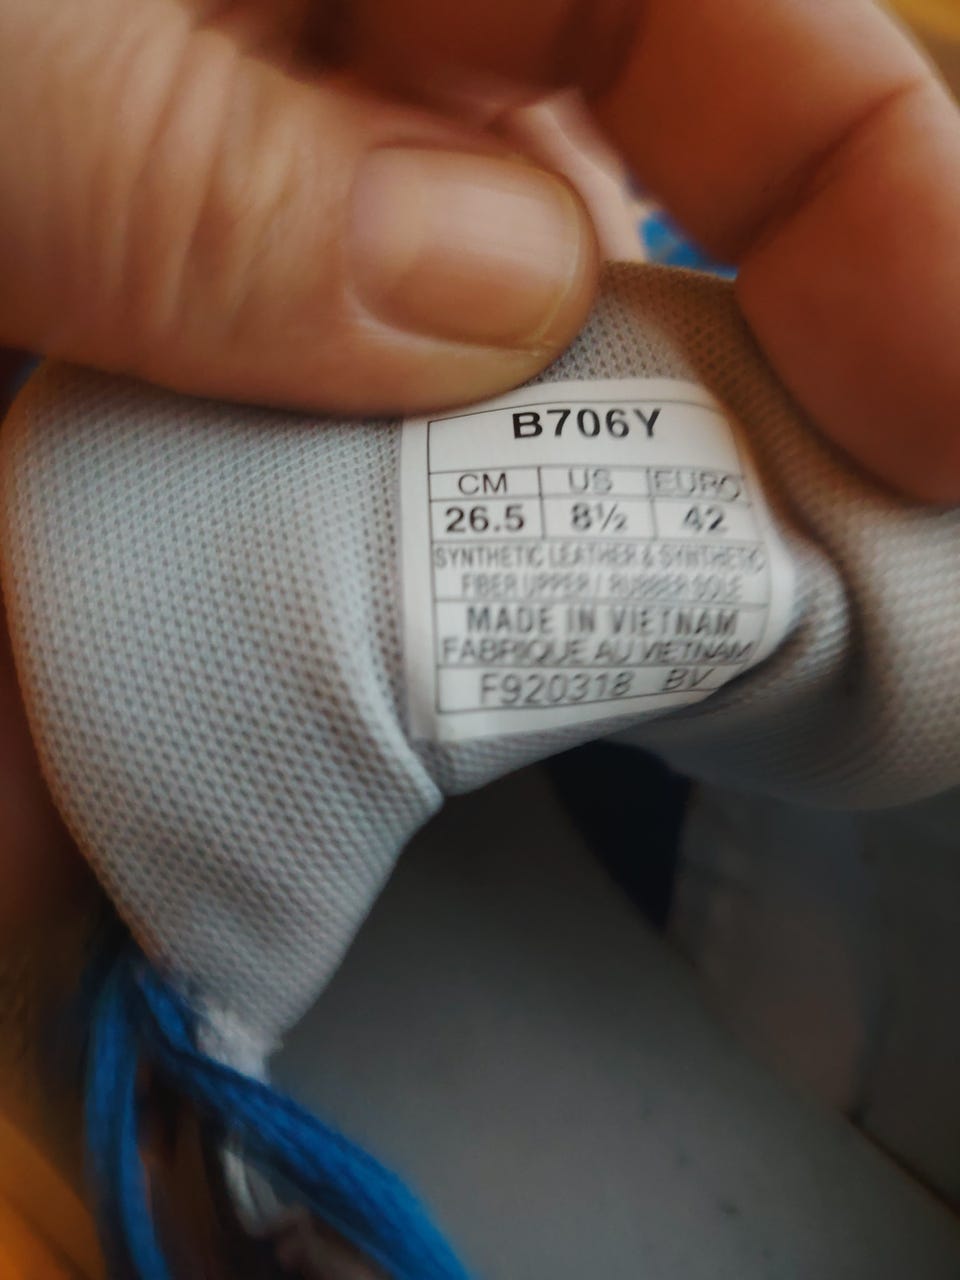 B706Y
CM US EURO
26.5 8½ 42
SYNTHETIC LEATHER & SYNTHETIC
FIBER UPPER / RUBBER SOLE
MADE IN VIETNAM
FABRIQUE AU VIETNAM
F920318 BV